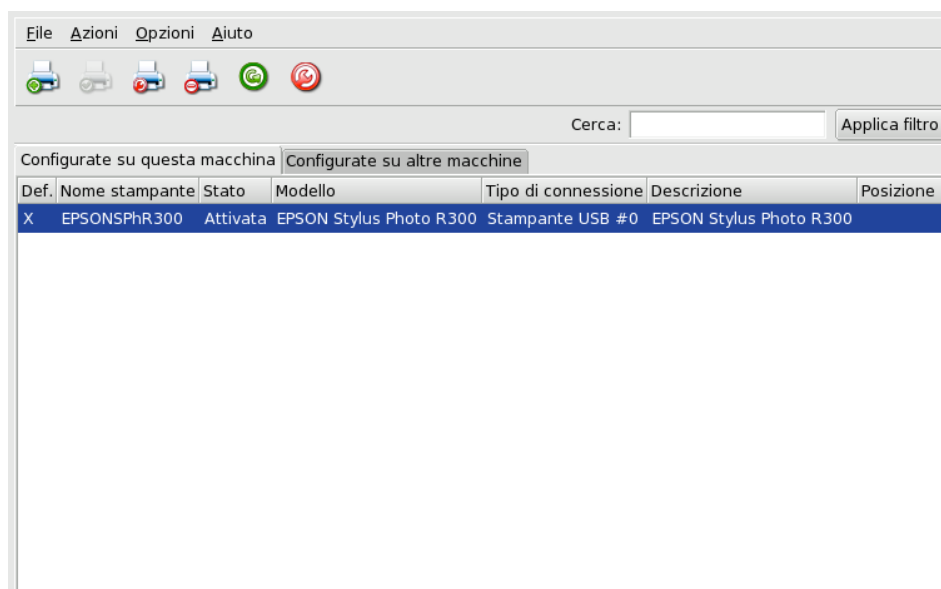 File Azioni Opzioni Aiuto
Cerca: Applica filtro
Configurate su questa macchina Configurate su altre macchine
Def. Nome stampante Stato Modello Tipo di connessione Descrizione Posizione
X EPSONSPhR300 Attivata EPSON Stylus Photo R300 Stampante USB #0 EPSON Stylus Photo R300